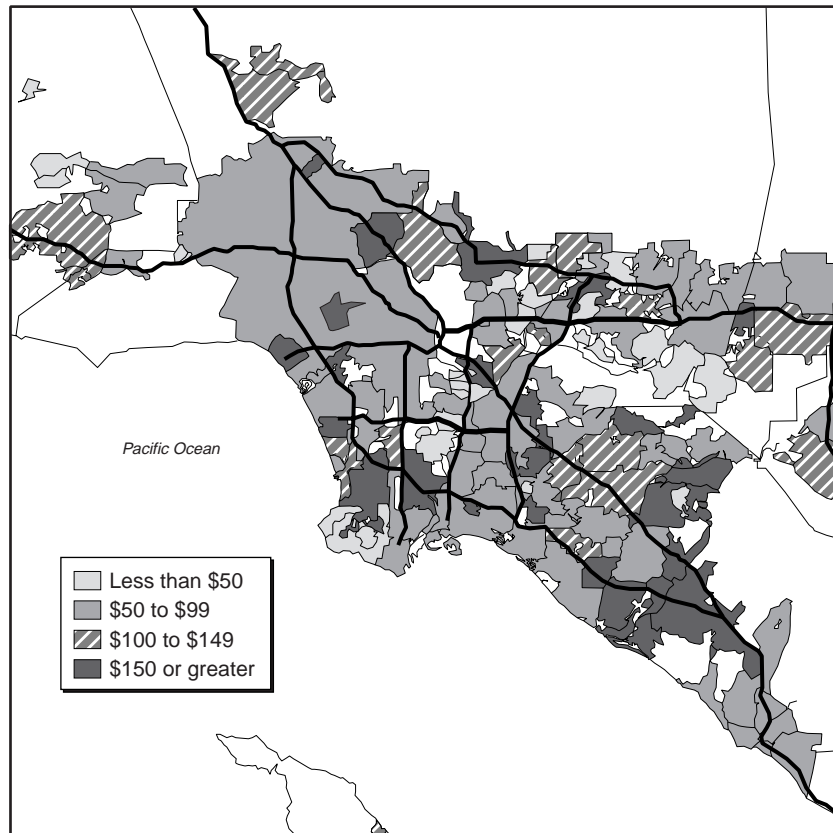 Pacific Ocean
Less than $50
$50 to $99
$100 to $149
$150 or greater